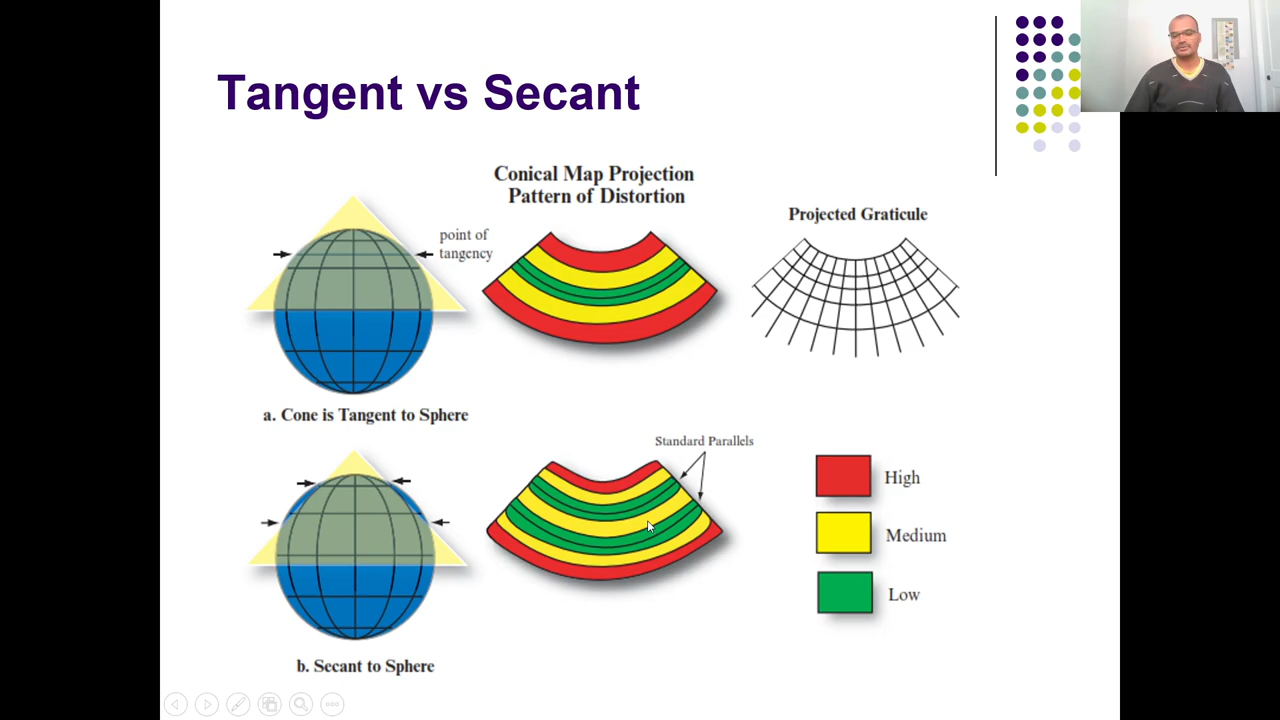 Tangent vs Secant
Conical Map Projection
Pattern of Distortion
Projected Graticule
point of
tangency
a. Cone is Tangent to Sphere
Standard Parallels
High
Medium
Low
b. Secant to Sphere